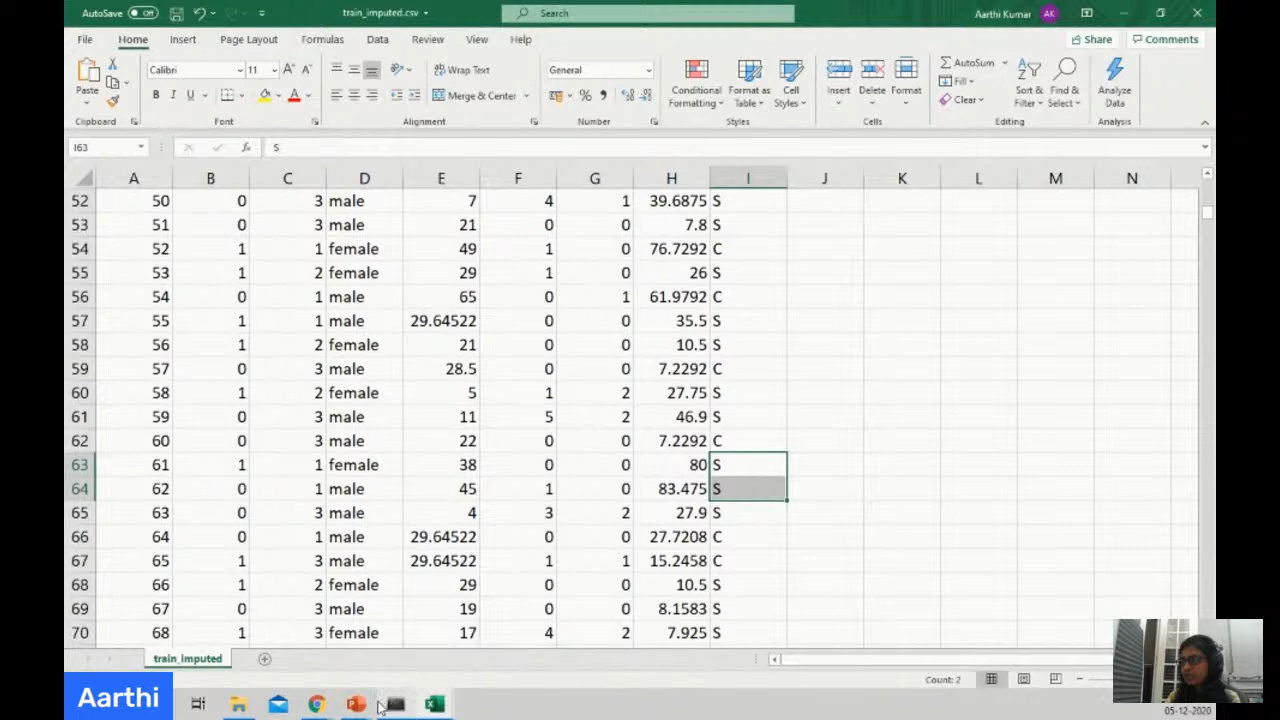 AutoSave Off train_imputed.csv Search Aarthi Kumar AK
File Home Insert Page Layout Formulas Data Review View Help Share Comments
Paste Calibri 11 A A Wrap Text General Conditional Formatting Format as Table Cell Styles Insert Delete Format AutoSum Fill Clear Sort & Filter Find & Select Analyze Data
B I U A Merge & Center % ,
Clipboard Font Alignment Number Styles Cells Editing Analysis
I63 fx S
A B C D E F G H I J K L M N
52 50 0 3 male 7 4 1 39.6875 S
53 51 0 3 male 21 0 0 7.8 S
54 52 1 1 female 49 1 0 76.7292 C
55 53 1 2 female 29 1 0 26 S
56 54 0 1 male 65 0 1 61.9792 C
57 55 1 1 male 29.64522 0 0 35.5 S
58 56 1 2 female 21 0 0 10.5 S
59 57 0 3 male 28.5 0 0 7.2292 C
60 58 1 2 female 5 1 2 27.75 S
61 59 0 3 male 11 5 2 46.9 S
62 60 0 3 male 22 0 0 7.2292 C
63 61 1 1 female 38 0 0 80 S
64 62 0 1 male 45 1 0 83.475 S
65 63 0 3 male 4 3 2 27.9 S
66 64 0 1 male 29.64522 0 0 27.7208 C
67 65 1 3 male 29.64522 1 1 15.2458 C
68 66 1 2 female 29 0 0 10.5 S
69 67 0 3 male 19 0 0 8.1583 S
70 68 1 3 female 17 4 2 7.925 S
train_imputed
Count: 2
Aarthi
05-12-2020